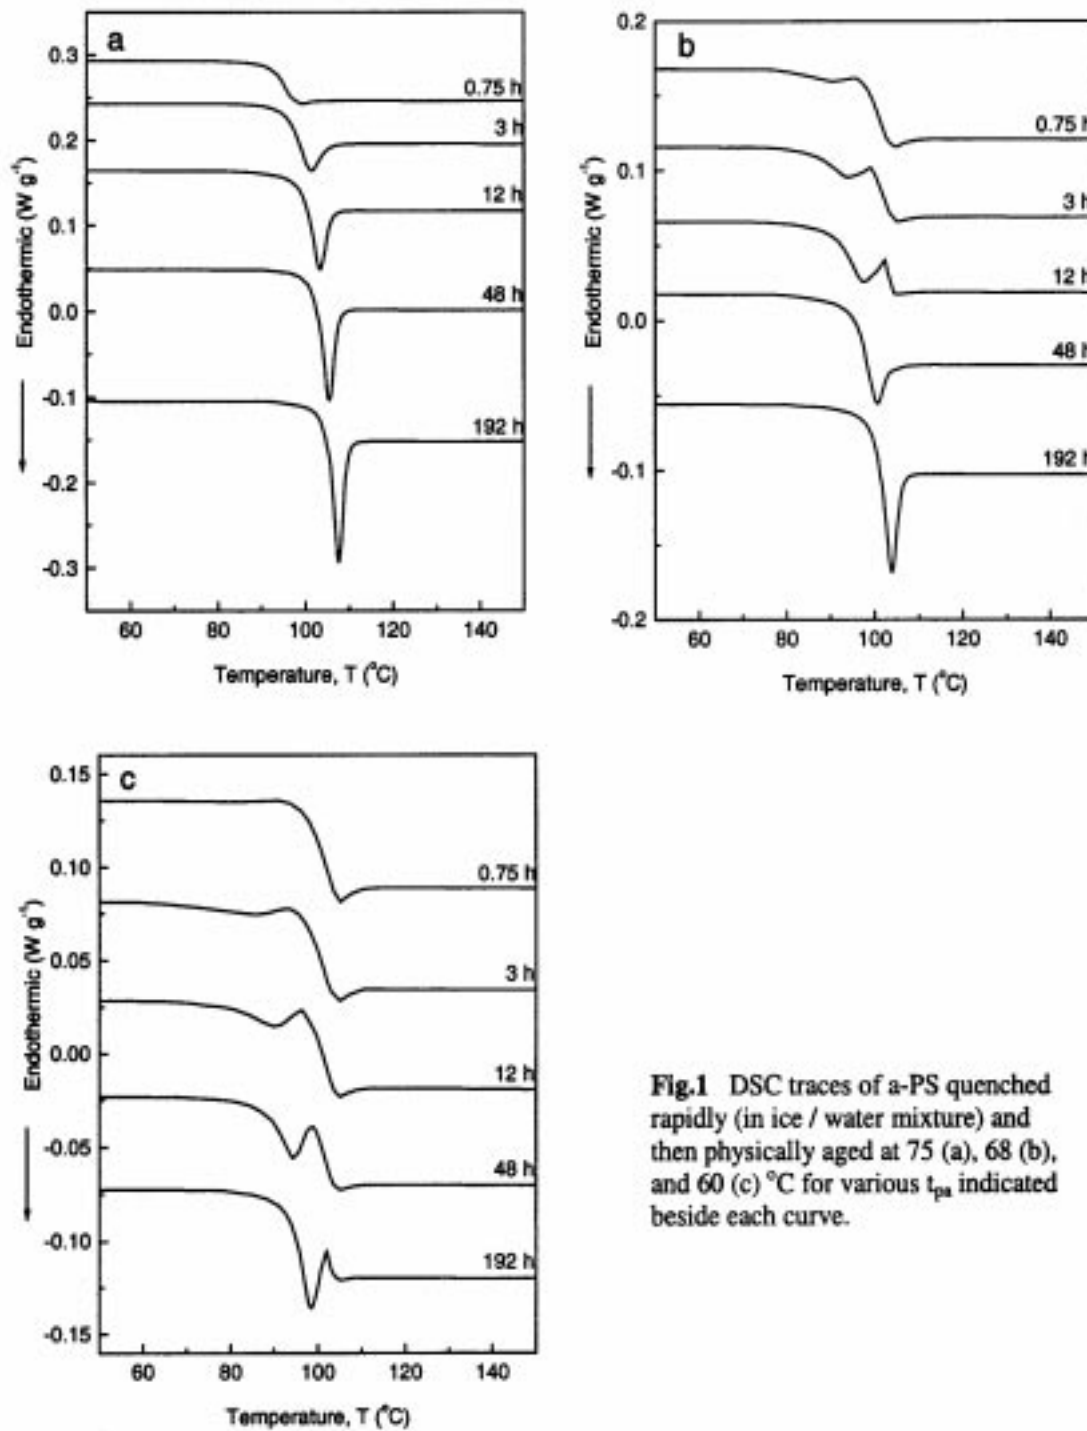 a
0.3
0.2
0.1
0.0
-0.1
-0.2
-0.3
Endothermic (W g⁻¹)
0.75 h
3 h
12 h
48 h
192 h
60 80 100 120 140
Temperature, T (°C)
b
0.2
0.1
0.0
-0.1
-0.2
Endothermic (W g⁻¹)
0.75 h
3 h
12 h
48 h
192 h
60 80 100 120 140
Temperature, T (°C)
c
0.15
0.10
0.05
0.00
-0.05
-0.10
-0.15
Endothermic (W g⁻¹)
0.75 h
3 h
12 h
48 h
192 h
60 80 100 120 140
Temperature, T (°C)
Fig.1 DSC traces of a-PS quenched
rapidly (in ice / water mixture) and
then physically aged at 75 (a), 68 (b),
and 60 (c) °C for various tpa indicated
beside each curve.